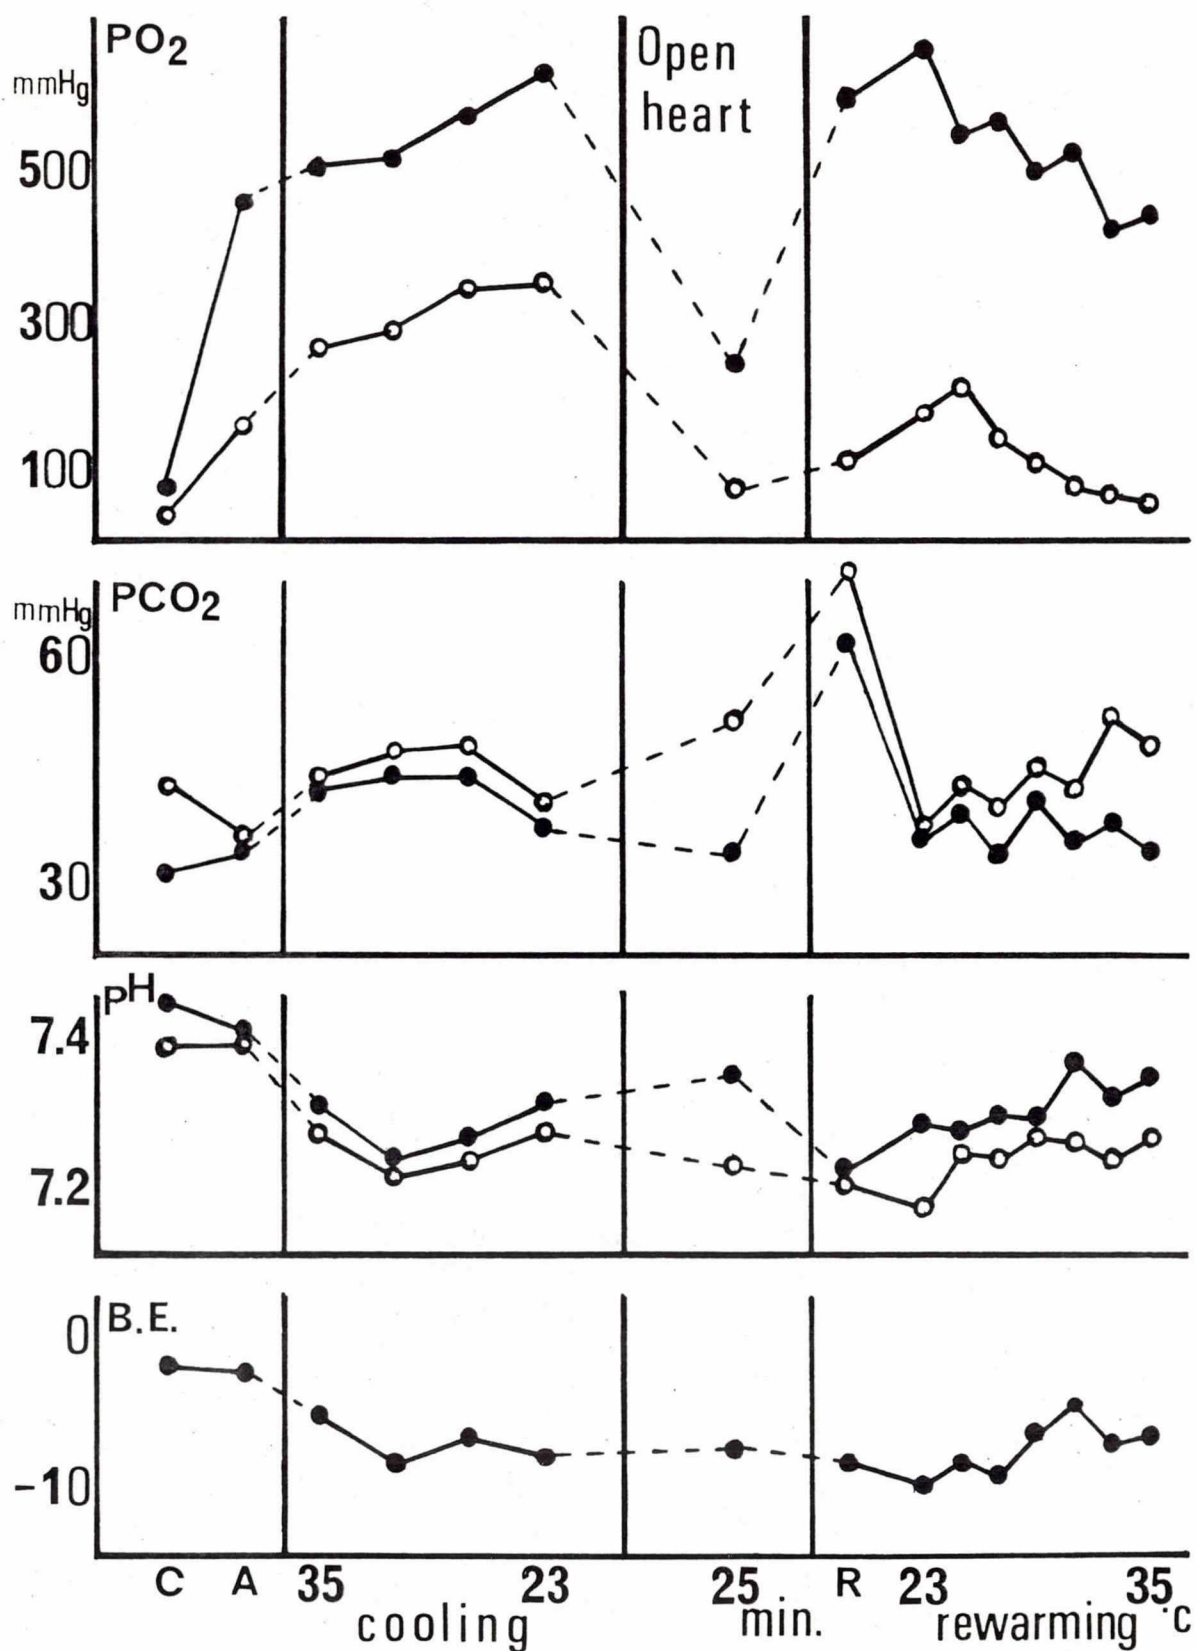 PO2
mmHg
500
300
100
Open
heart
PCO2
mmHg
60
30
pH
7.4
7.2
B.E.
0
-10
C A 35 23 25 R 23 35
cooling min. rewarming °C